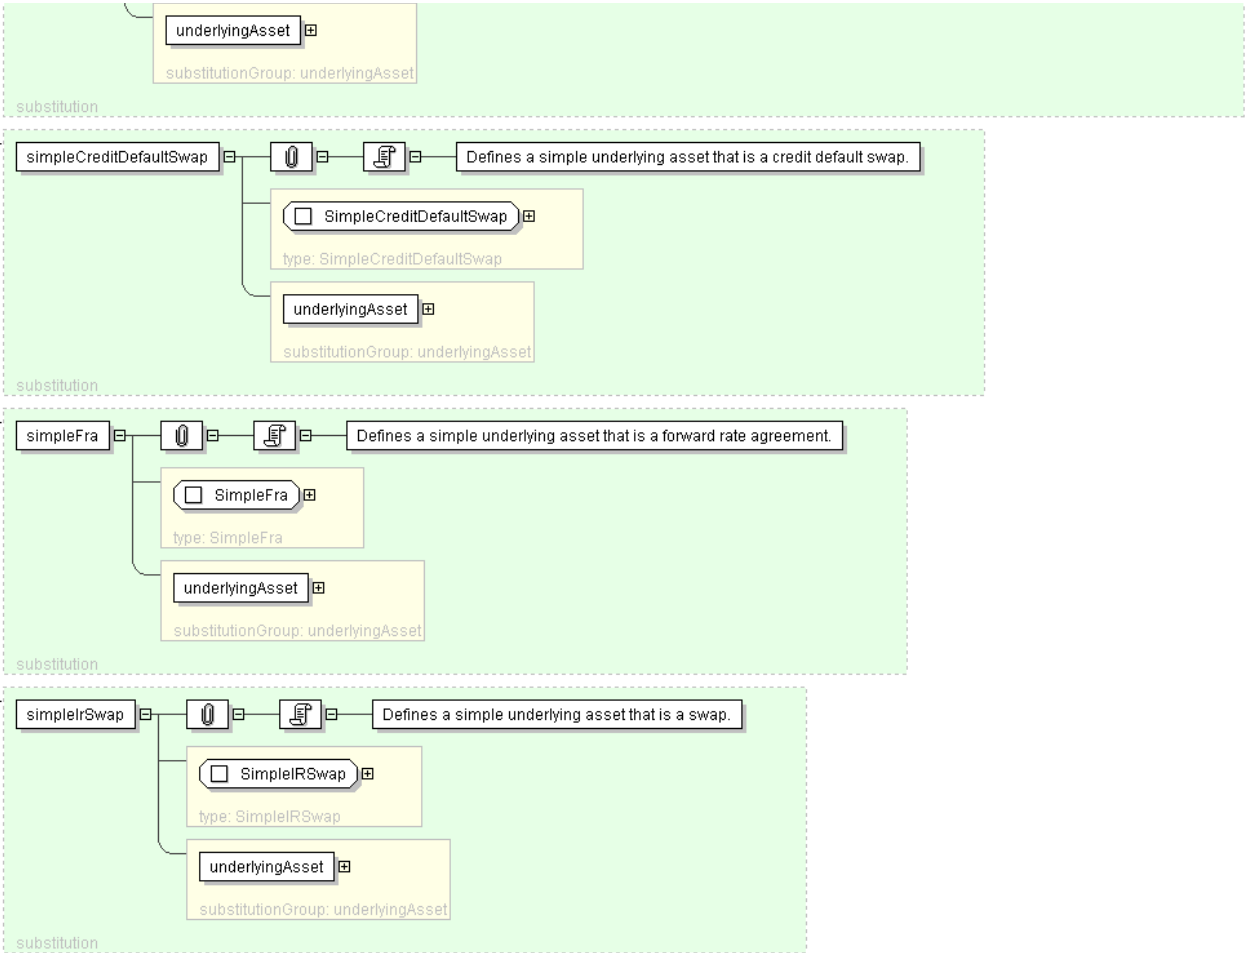 underlyingAsset
substitutionGroup: underlyingAsset
substitution
simpleCreditDefaultSwap
Defines a simple underlying asset that is a credit default swap.
SimpleCreditDefaultSwap
type: SimpleCreditDefaultSwap
underlyingAsset
substitutionGroup: underlyingAsset
substitution
simpleFra
Defines a simple underlying asset that is a forward rate agreement.
SimpleFra
type: SimpleFra
underlyingAsset
substitutionGroup: underlyingAsset
substitution
simpleIrSwap
Defines a simple underlying asset that is a swap.
SimpleIRSwap
type: SimpleIRSwap
underlyingAsset
substitutionGroup: underlyingAsset
substitution